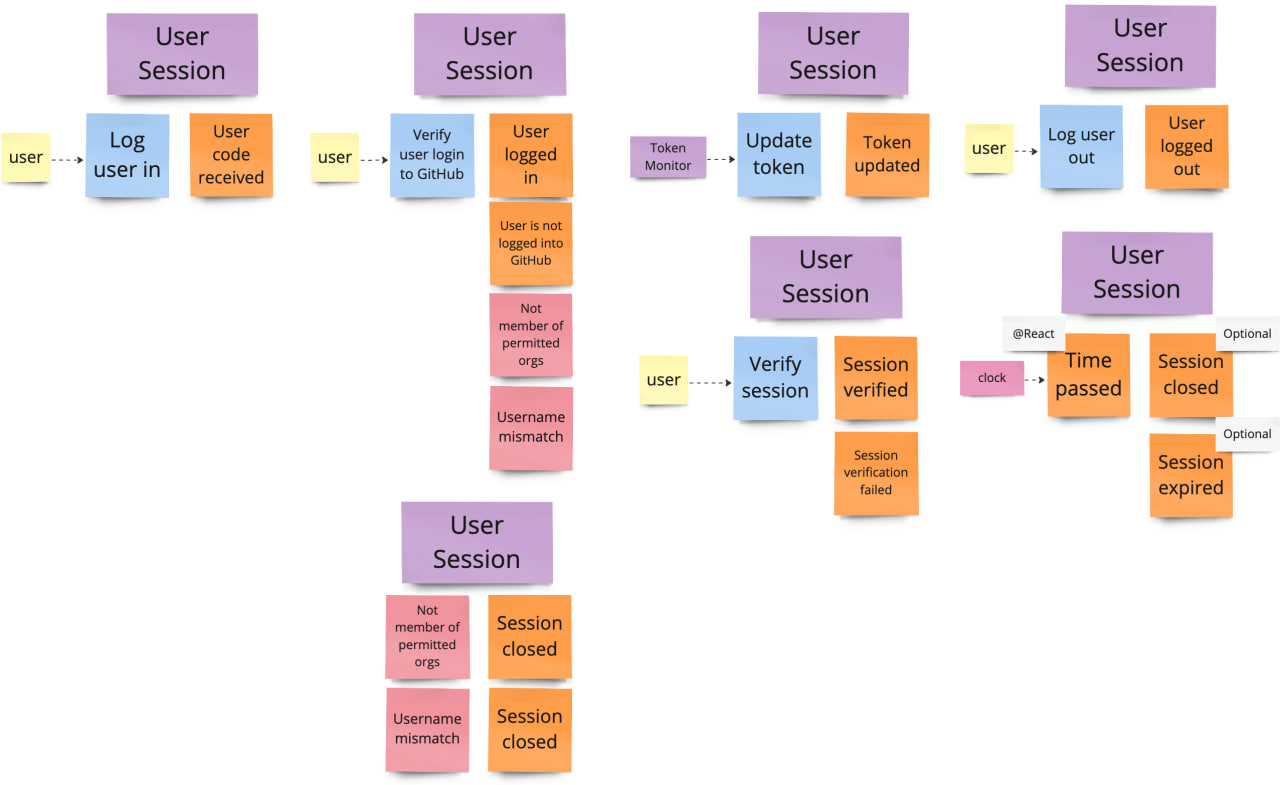 User
Session
user
Log
user in
User
code
received
User
Session
user
Verify
user login
to GitHub
User
logged
in
User is not
logged into
GitHub
Not
member of
permitted
orgs
Username
mismatch
User
Session
Token
Monitor
Update
token
Token
updated
User
Session
user
Log user
out
User
logged
out
User
Session
user
Verify
session
Session
verified
Session
verification
failed
User
Session
@React
clock
Time
passed
Optional
Session
closed
Optional
Session
expired
User
Session
Not
member of
permitted
orgs
Session
closed
Username
mismatch
Session
closed